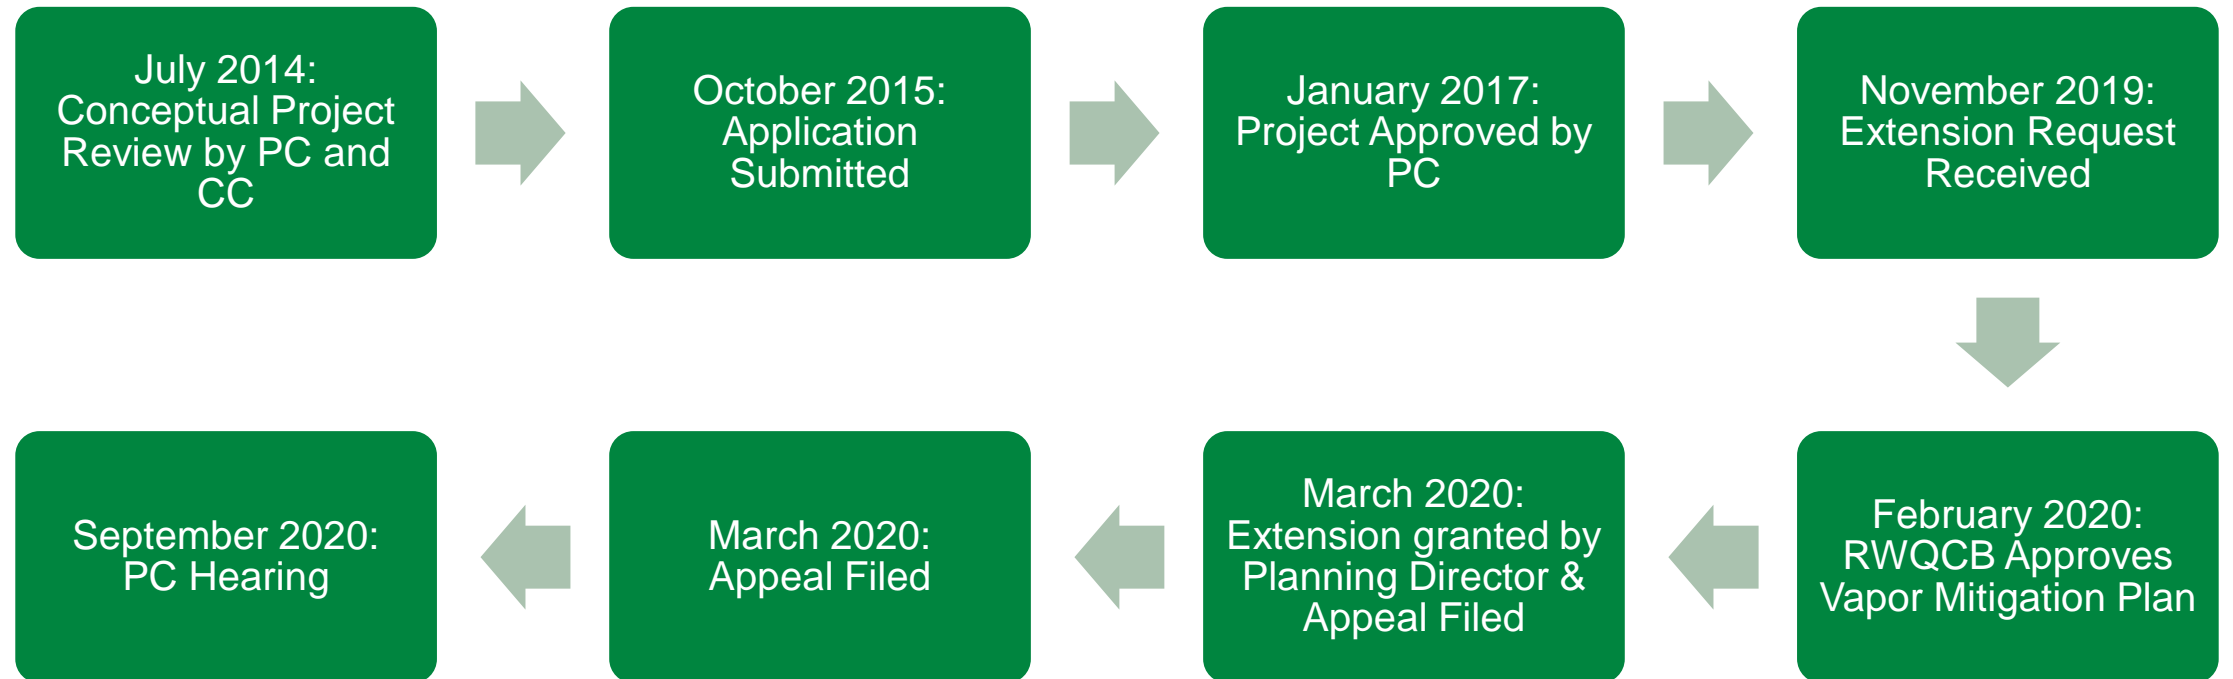 July 2014:
Conceptual Project
Review by PC and
CC
October 2015:
Application
Submitted
January 2017:
Project Approved by
PC
November 2019:
Extension Request
Received
February 2020:
RWQCB Approves
Vapor Mitigation Plan
March 2020:
Extension granted by
Planning Director &
Appeal Filed
March 2020:
Appeal Filed
September 2020:
PC Hearing